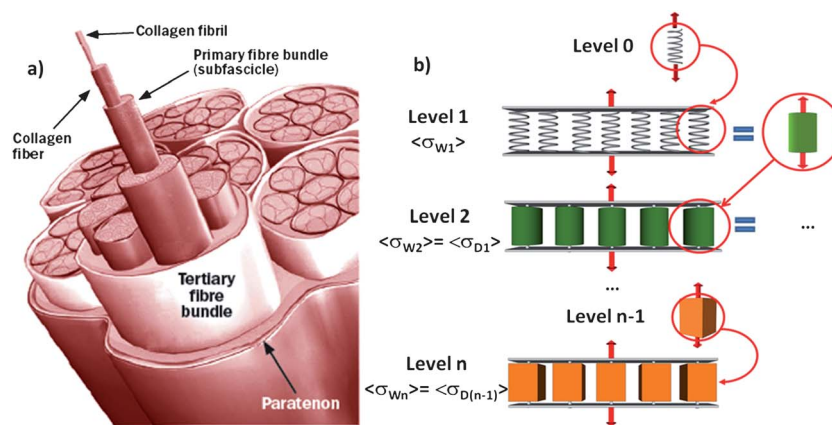 a)
Collagen fibril
Primary fibre bundle
(subfascicle)
Collagen
fiber
Tertiary
fibre
bundle
Paratenon
b)
Level 0
Level 1
<σW1>
=
Level 2
<σW2>= <σD1>
=
...
...
Level n-1
Level n
<σWn>= <σD(n-1)>